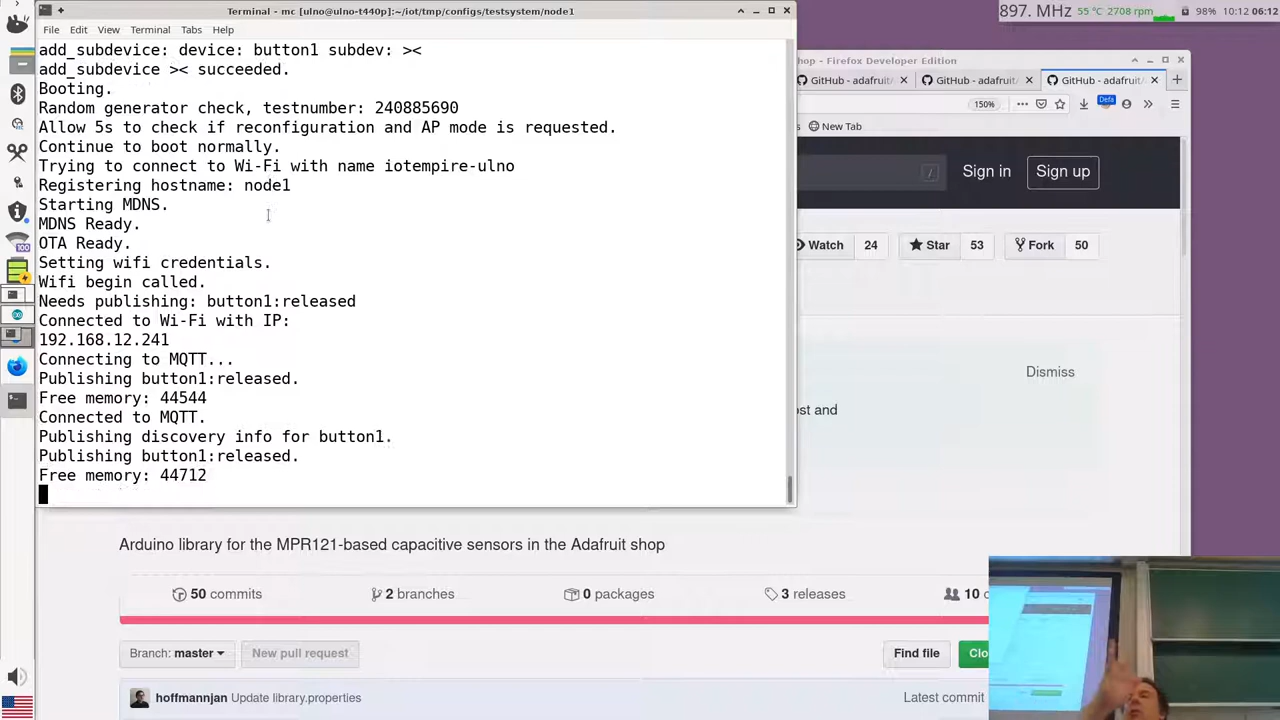 Terminal - mc [ulno@ulno-t440p]:~/iot/tmp/configs/testsystem/node1
File Edit View Terminal Tabs Help
add_subdevice: device: button1 subdev: ><
add_subdevice >< succeeded.
Booting.
Random generator check, testnumber: 240885690
Allow 5s to check if reconfiguration and AP mode is requested.
Continue to boot normally.
Trying to connect to Wi-Fi with name iotempire-ulno
Registering hostname: node1
Starting MDNS.
MDNS Ready.
OTA Ready.
Setting wifi credentials.
Wifi begin called.
Needs publishing: button1:released
Connected to Wi-Fi with IP:
192.168.12.241
Connecting to MQTT...
Publishing button1:released.
Free memory: 44544
Connected to MQTT.
Publishing discovery info for button1.
Publishing button1:released.
Free memory: 44712
897. MHz 55 °C 2708 rpm 98% 10:12 06:12
hop - Firefox Developer Edition
GitHub - adafruit/ GitHub - adafruit/ GitHub - adafruit/
150% Defa
New Tab
/ Sign in Sign up
Watch 24 Star 53 Fork 50
Dismiss
ost and
Arduino library for the MPR121-based capacitive sensors in the Adafruit shop
50 commits 2 branches 0 packages 3 releases 10 c
Branch: master New pull request Find file Clo
hoffmannjan Update library.properties Latest commit
100